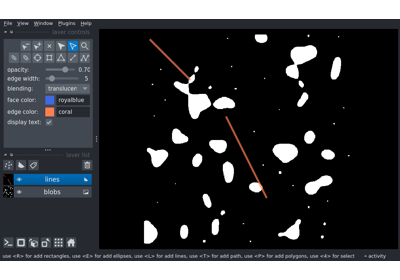 File View Window Plugins Help
layer controls
opacity: 0.70
edge width: 5
blending: translucen
face color: royalblue
edge color: coral
display text:
layer list
lines
blobs
use <R> for add rectangles, use <E> for add ellipses, use <L> for add lines, use <T> for add path, use <P> for add polygons, use <4> for select activity